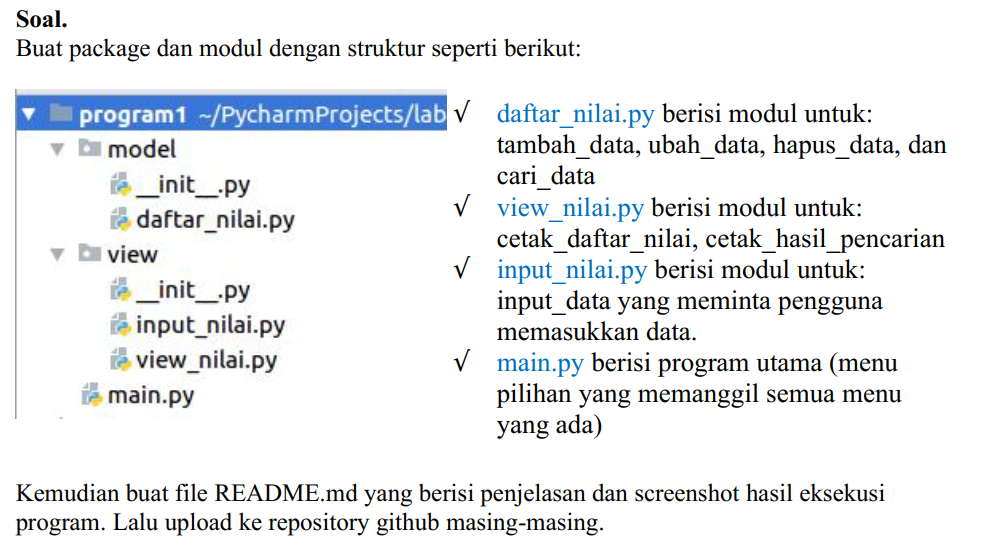 Soal.
Buat package dan modul dengan struktur seperti berikut:
program1 ~/PycharmProjects/lab
model
__init__.py
daftar_nilai.py
view
__init__.py
input_nilai.py
view_nilai.py
main.py
√ daftar_nilai.py berisi modul untuk:
tambah_data, ubah_data, hapus_data, dan
cari_data
√ view_nilai.py berisi modul untuk:
cetak_daftar_nilai, cetak_hasil_pencarian
√ input_nilai.py berisi modul untuk:
input_data yang meminta pengguna
memasukkan data.
√ main.py berisi program utama (menu
pilihan yang memanggil semua menu
yang ada)
Kemudian buat file README.md yang berisi penjelasan dan screenshot hasil eksekusi
program. Lalu upload ke repository github masing-masing.